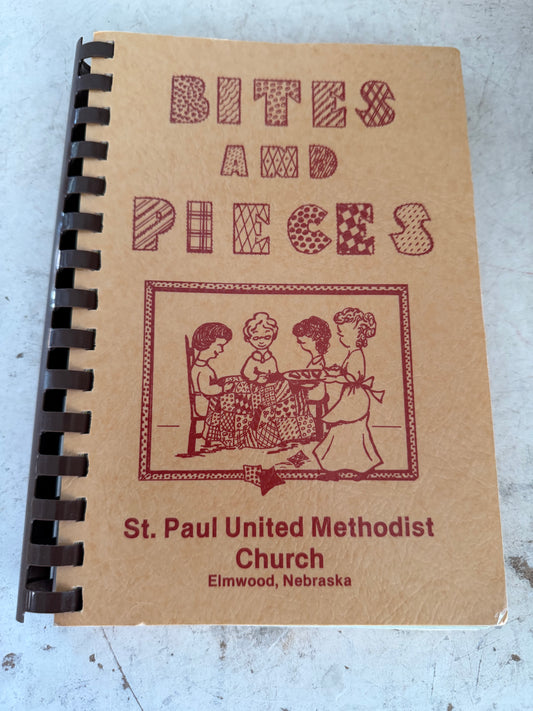 BITES
AND
PIECES
St. Paul United Methodist
Church
Elmwood, Nebraska